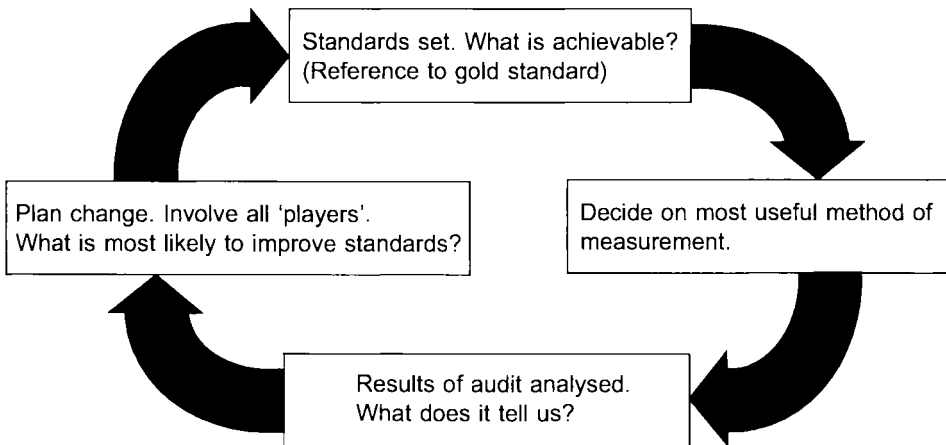 Standards set. What is achievable?
(Reference to gold standard)
Plan change. Involve all ‘players’.
What is most likely to improve standards?
Decide on most useful method of
measurement.
Results of audit analysed.
What does it tell us?